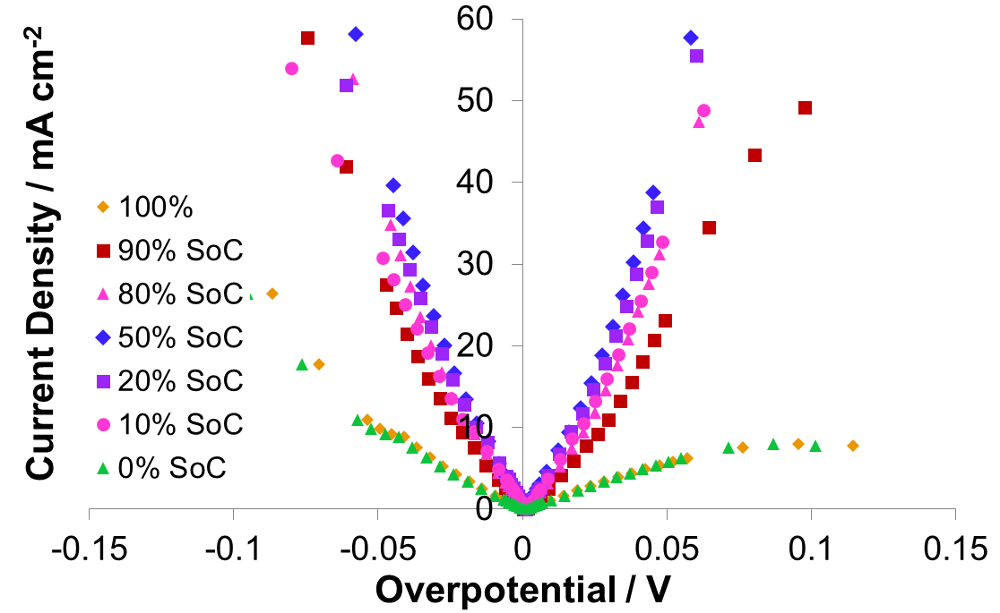 Current Density / mA cm-2
60
50
40
30
20
10
0
100%
90% SoC
80% SoC
50% SoC
20% SoC
10% SoC
0% SoC
-0.15 -0.1 -0.05 0 0.05 0.1 0.15
Overpotential / V